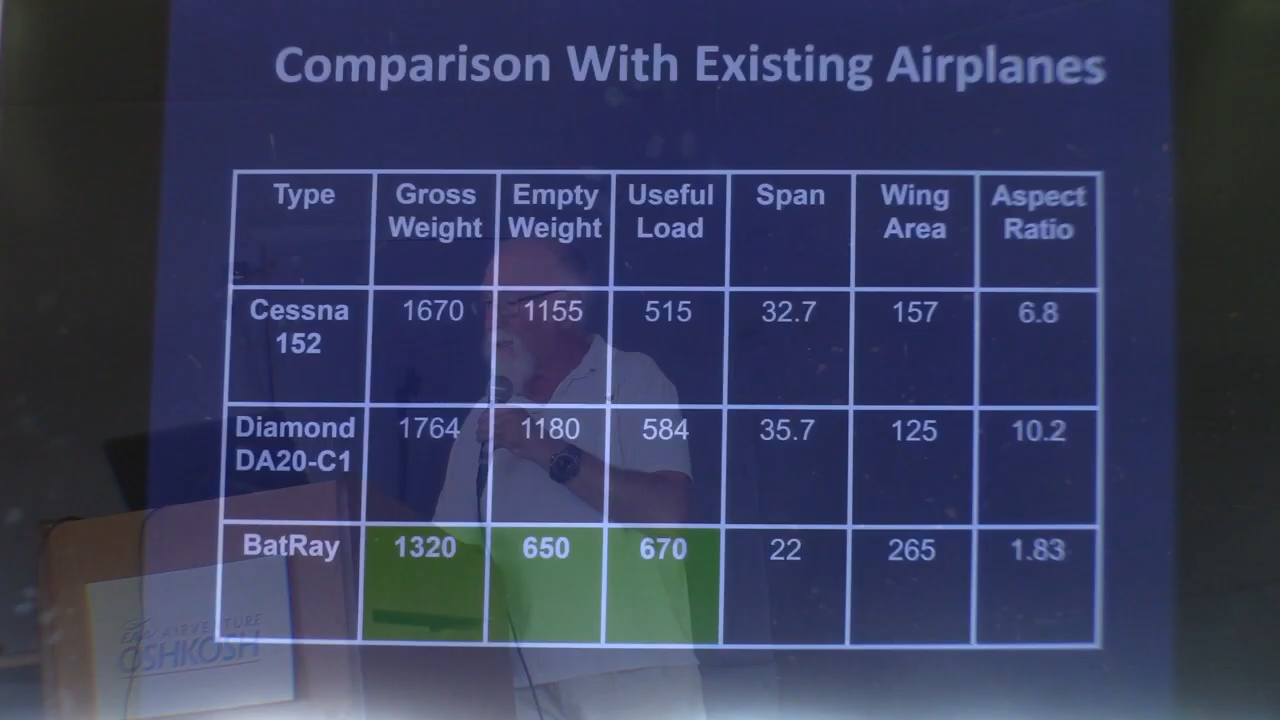 Comparison With Existing Airplanes
Type Gross Weight Empty Weight Useful Load Span Wing Area Aspect Ratio
Cessna 152 1670 1155 515 32.7 157 6.8
Diamond DA20-C1 1764 1180 584 35.7 125 10.2
BatRay 1320 650 670 22 265 1.83
EAA AIRVENTURE
OSHKOSH